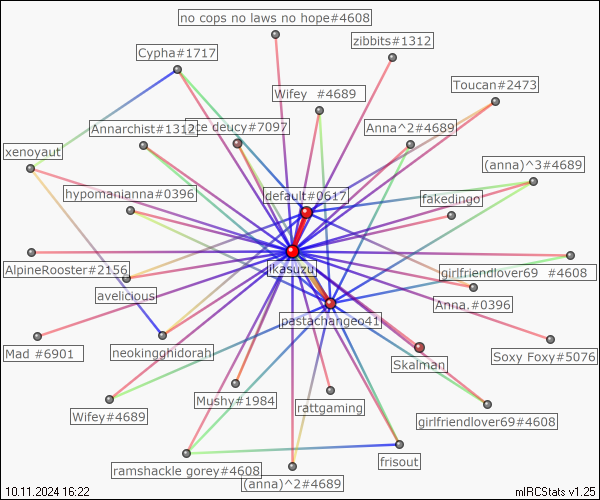 no cops no laws no hope#4608
zibbits#1312
Cypha#1717
Toucan#2473
Wifey  #4689
Annarchist#1312
ce deucy#7097
Anna^2#4689
xenoyaut
(anna)^3#4689
hypomanianna#0396
default#0617
fakedingo
AlpineRooster#2156
ikasuzu
girlfriendlover69  #4608
avelicious
Anna.#0396
pastachangeo41
Mad #6901
neokingghidorah
Skalman
Soxy Foxy#5076
Wifey#4689
Mushy#1984
rattgaming
girlfriendlover69#4608
ramshackle gorey#4608
frisout
(anna)^2#4689
10.11.2024 16:22
mIRCStats v1.25